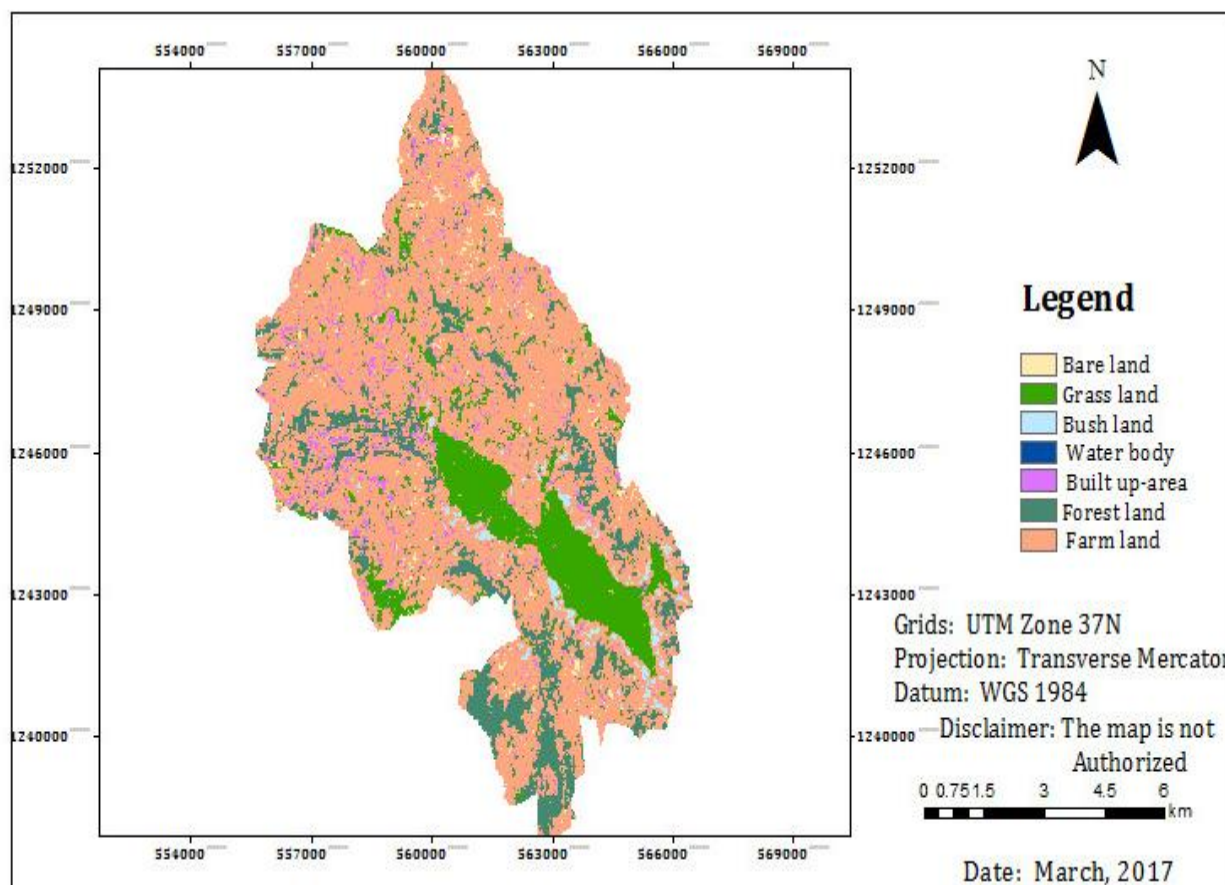 554000 557000 560000 563000 566000 569000
N
1252000 1252000
1249000 1249000
1246000 1246000
1243000 1243000
1240000 1240000
554000 557000 560000 563000 566000 569000
Legend
Bare land
Grass land
Bush land
Water body
Built up-area
Forest land
Farm land
Grids: UTM Zone 37N
Projection: Transverse Mercator
Datum: WGS 1984
Disclaimer: The map is not
Authorized
0 0.75 1.5 3 4.5 6
km
Date: March, 2017